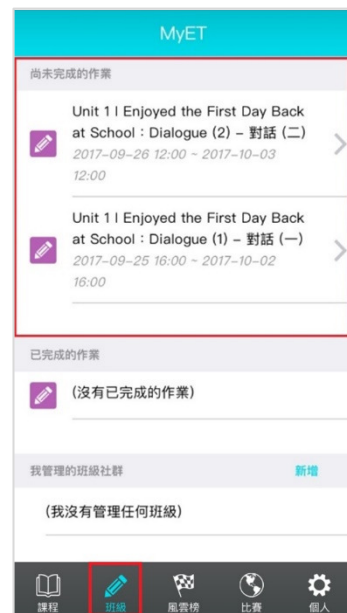 MyET
尚未完成的作業
Unit 1 I Enjoyed the First Day Back
at School：Dialogue (2) – 對話 (二)
2017-09-26 12:00 ~ 2017-10-03
12:00
Unit 1 I Enjoyed the First Day Back
at School：Dialogue (1) – 對話 (一)
2017-09-25 16:00 ~ 2017-10-02
16:00
已完成的作業
(沒有已完成的作業)
我管理的班級社群 新增
(我沒有管理任何班級)
課程 班級 風雲榜 比賽 個人